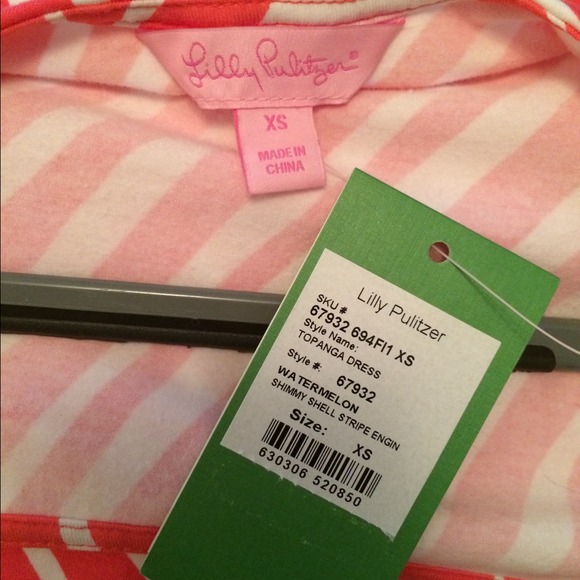 Lilly Pulitzer®
XS
MADE IN
CHINA
Lilly Pulitzer
SKU #
67932 694FI1 XS
Style Name:
TOPANGA DRESS
Style #: 67932
WATERMELON
SHIMMY SHELL STRIPE ENGIN
Size: XS
630306 520850